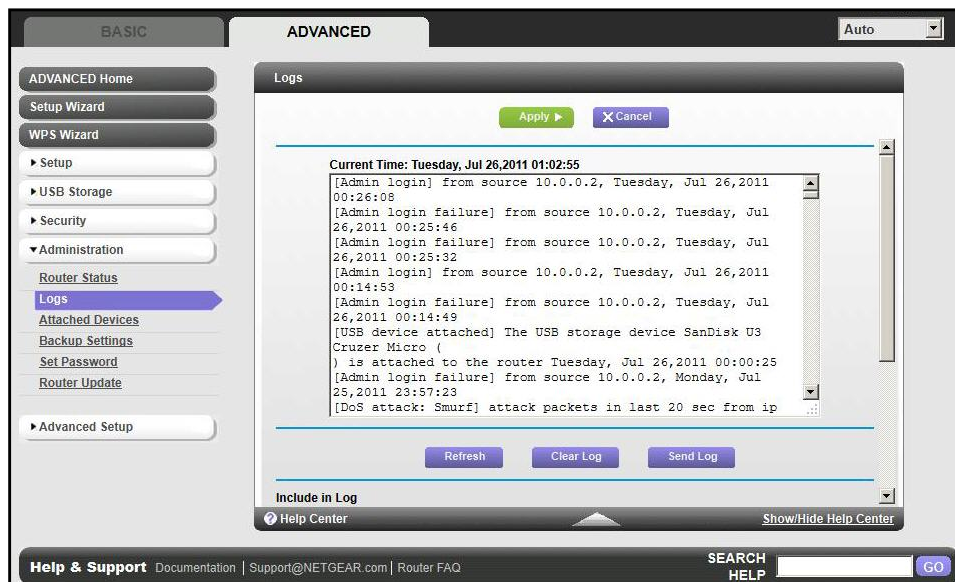 BASIC
ADVANCED
Auto
ADVANCED Home
Setup Wizard
WPS Wizard
Setup
USB Storage
Security
Administration
Router Status
Logs
Attached Devices
Backup Settings
Set Password
Router Update
Advanced Setup
Logs
Apply
Cancel
Current Time: Tuesday, Jul 26,2011 01:02:55
[Admin login] from source 10.0.0.2, Tuesday, Jul 26,2011
00:26:08
[Admin login failure] from source 10.0.0.2, Tuesday, Jul
26,2011 00:25:46
[Admin login failure] from source 10.0.0.2, Tuesday, Jul
26,2011 00:25:32
[Admin login] from source 10.0.0.2, Tuesday, Jul 26,2011
00:14:53
[Admin login failure] from source 10.0.0.2, Tuesday, Jul
26,2011 00:14:49
[USB device attached] The USB storage device SanDisk U3
Cruzer Micro (
) is attached to the router Tuesday, Jul 26,2011 00:00:25
[Admin login failure] from source 10.0.0.2, Monday, Jul
25,2011 23:57:23
[DoS attack: Smurf] attack packets in last 20 sec from ip
Refresh
Clear Log
Send Log
Include in Log
Help Center
Show/Hide Help Center
Help & Support Documentation | Support@NETGEAR.com | Router FAQ
SEARCH
HELP
GO